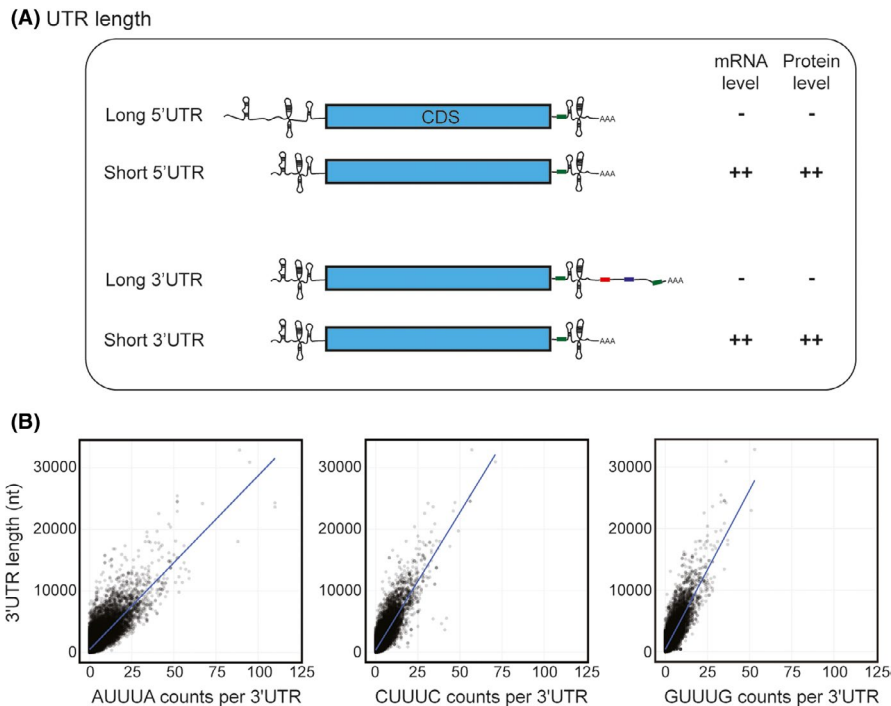 (A) UTR length
mRNA level
Protein level
Long 5'UTR
CDS
AAA
-
-
Short 5'UTR
AAA
++
++
Long 3'UTR
AAA
-
-
Short 3'UTR
AAA
++
++
(B)
3'UTR length (nt)
30000
20000
10000
0
0
25
50
75
100
125
AUUUA counts per 3'UTR
30000
20000
10000
0
0
25
50
75
100
125
CUUUC counts per 3'UTR
30000
20000
10000
0
0
25
50
75
100
125
GUUUG counts per 3'UTR